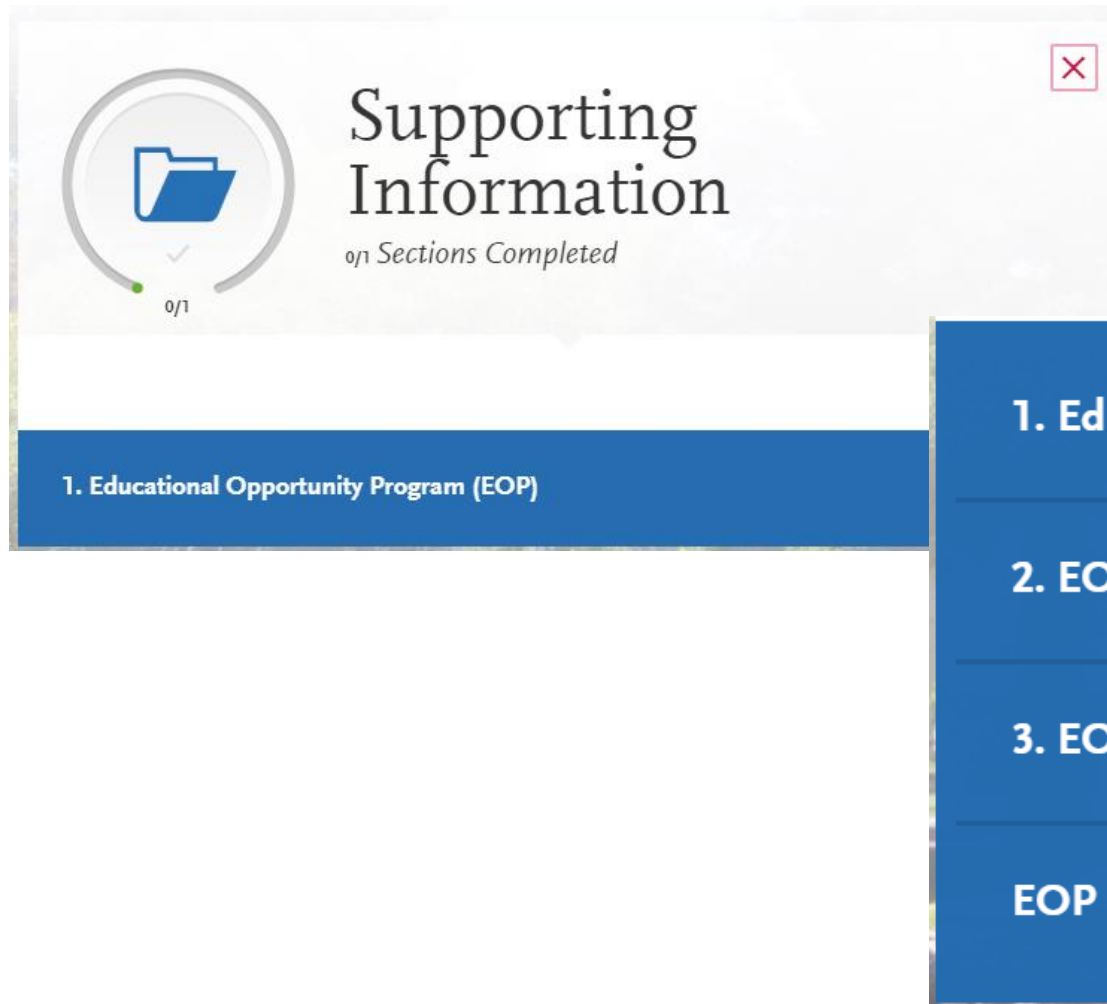 Supporting
Information
0/1 Sections Completed
0/1
1. Educational Opportunity Program (EOP)
1. Ed
2. EO
3. EO
EOP